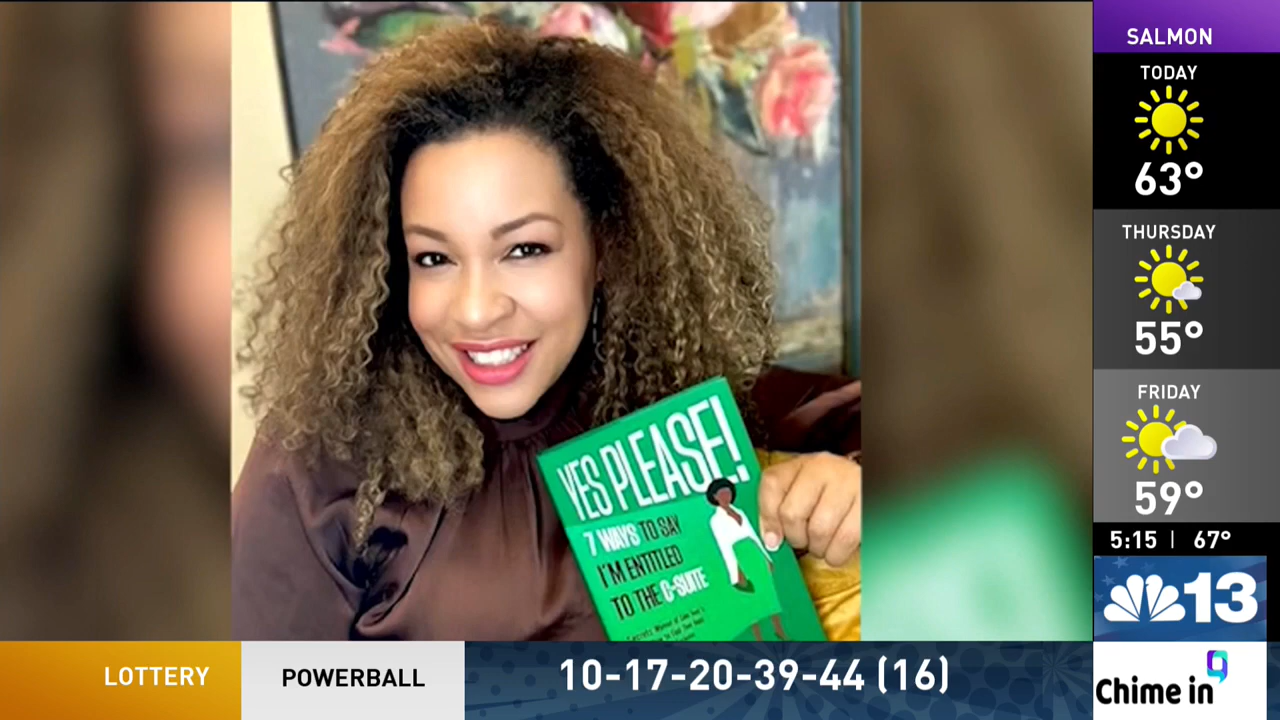 YES PLEASE!
7 WAYS TO SAY
I'M ENTITLED
TO THE C-SUITE
SALMON
TODAY
63°
THURSDAY
55°
FRIDAY
59°
5:15 | 67°
13
Chime in
LOTTERY
POWERBALL
10-17-20-39-44 (16)